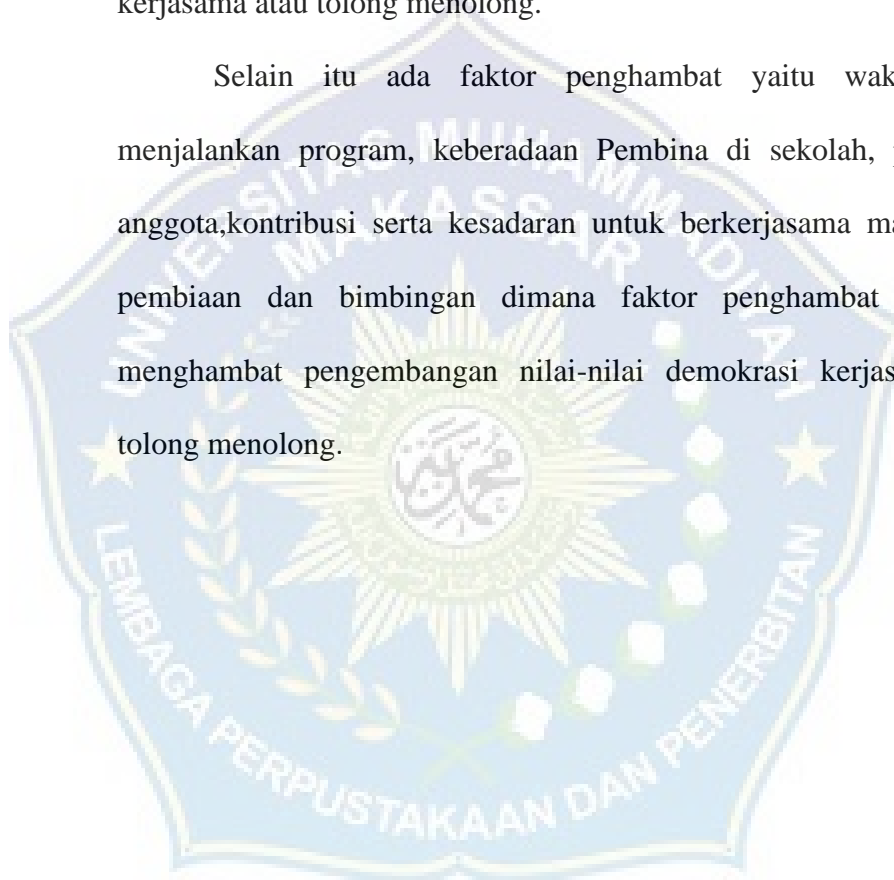 kerjasama atau tolong menolong.
Selain itu ada faktor penghambat yaitu
menjalankan program, keberadaan Pembina di sekolah,
anggota,kontribusi serta kesadaran untuk berkerjasama
pembiaan dan bimbingan dimana faktor penghambat
menghambat pengembangan nilai-nilai demokrasi
tolong menolong.
UNIVERSITAS MUHAMMADIYAH
MAKASSAR
LEMBAGA PERPUSTAKAAN DAN PENERBITAN